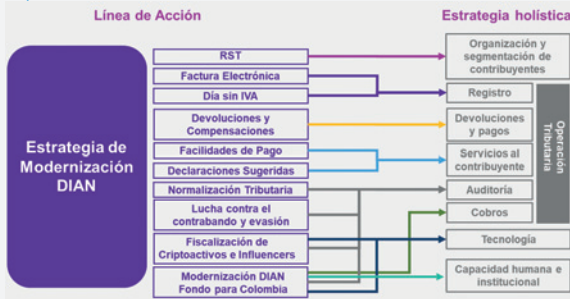 Línea de Acción
Estrategia holística
Estrategia de
Modernización
DIAN
RST
Factura Electrónica
Día sin IVA
Devoluciones y
Compensaciones
Facilidades de Pago
Declaraciones Sugeridas
Normalización Tributaria
Lucha contra el
contrabando y evasión
Fiscalización de
Criptoactivos e Influencers
Modernización DIAN
Fondo para Colombia
Organización y
segmentación de
contribuyentes
Registro
Devoluciones
y pagos
Servicios al
contribuyente
Auditoría
Cobros
Tecnología
Capacidad humana e
institucional
Operación
Tributaria